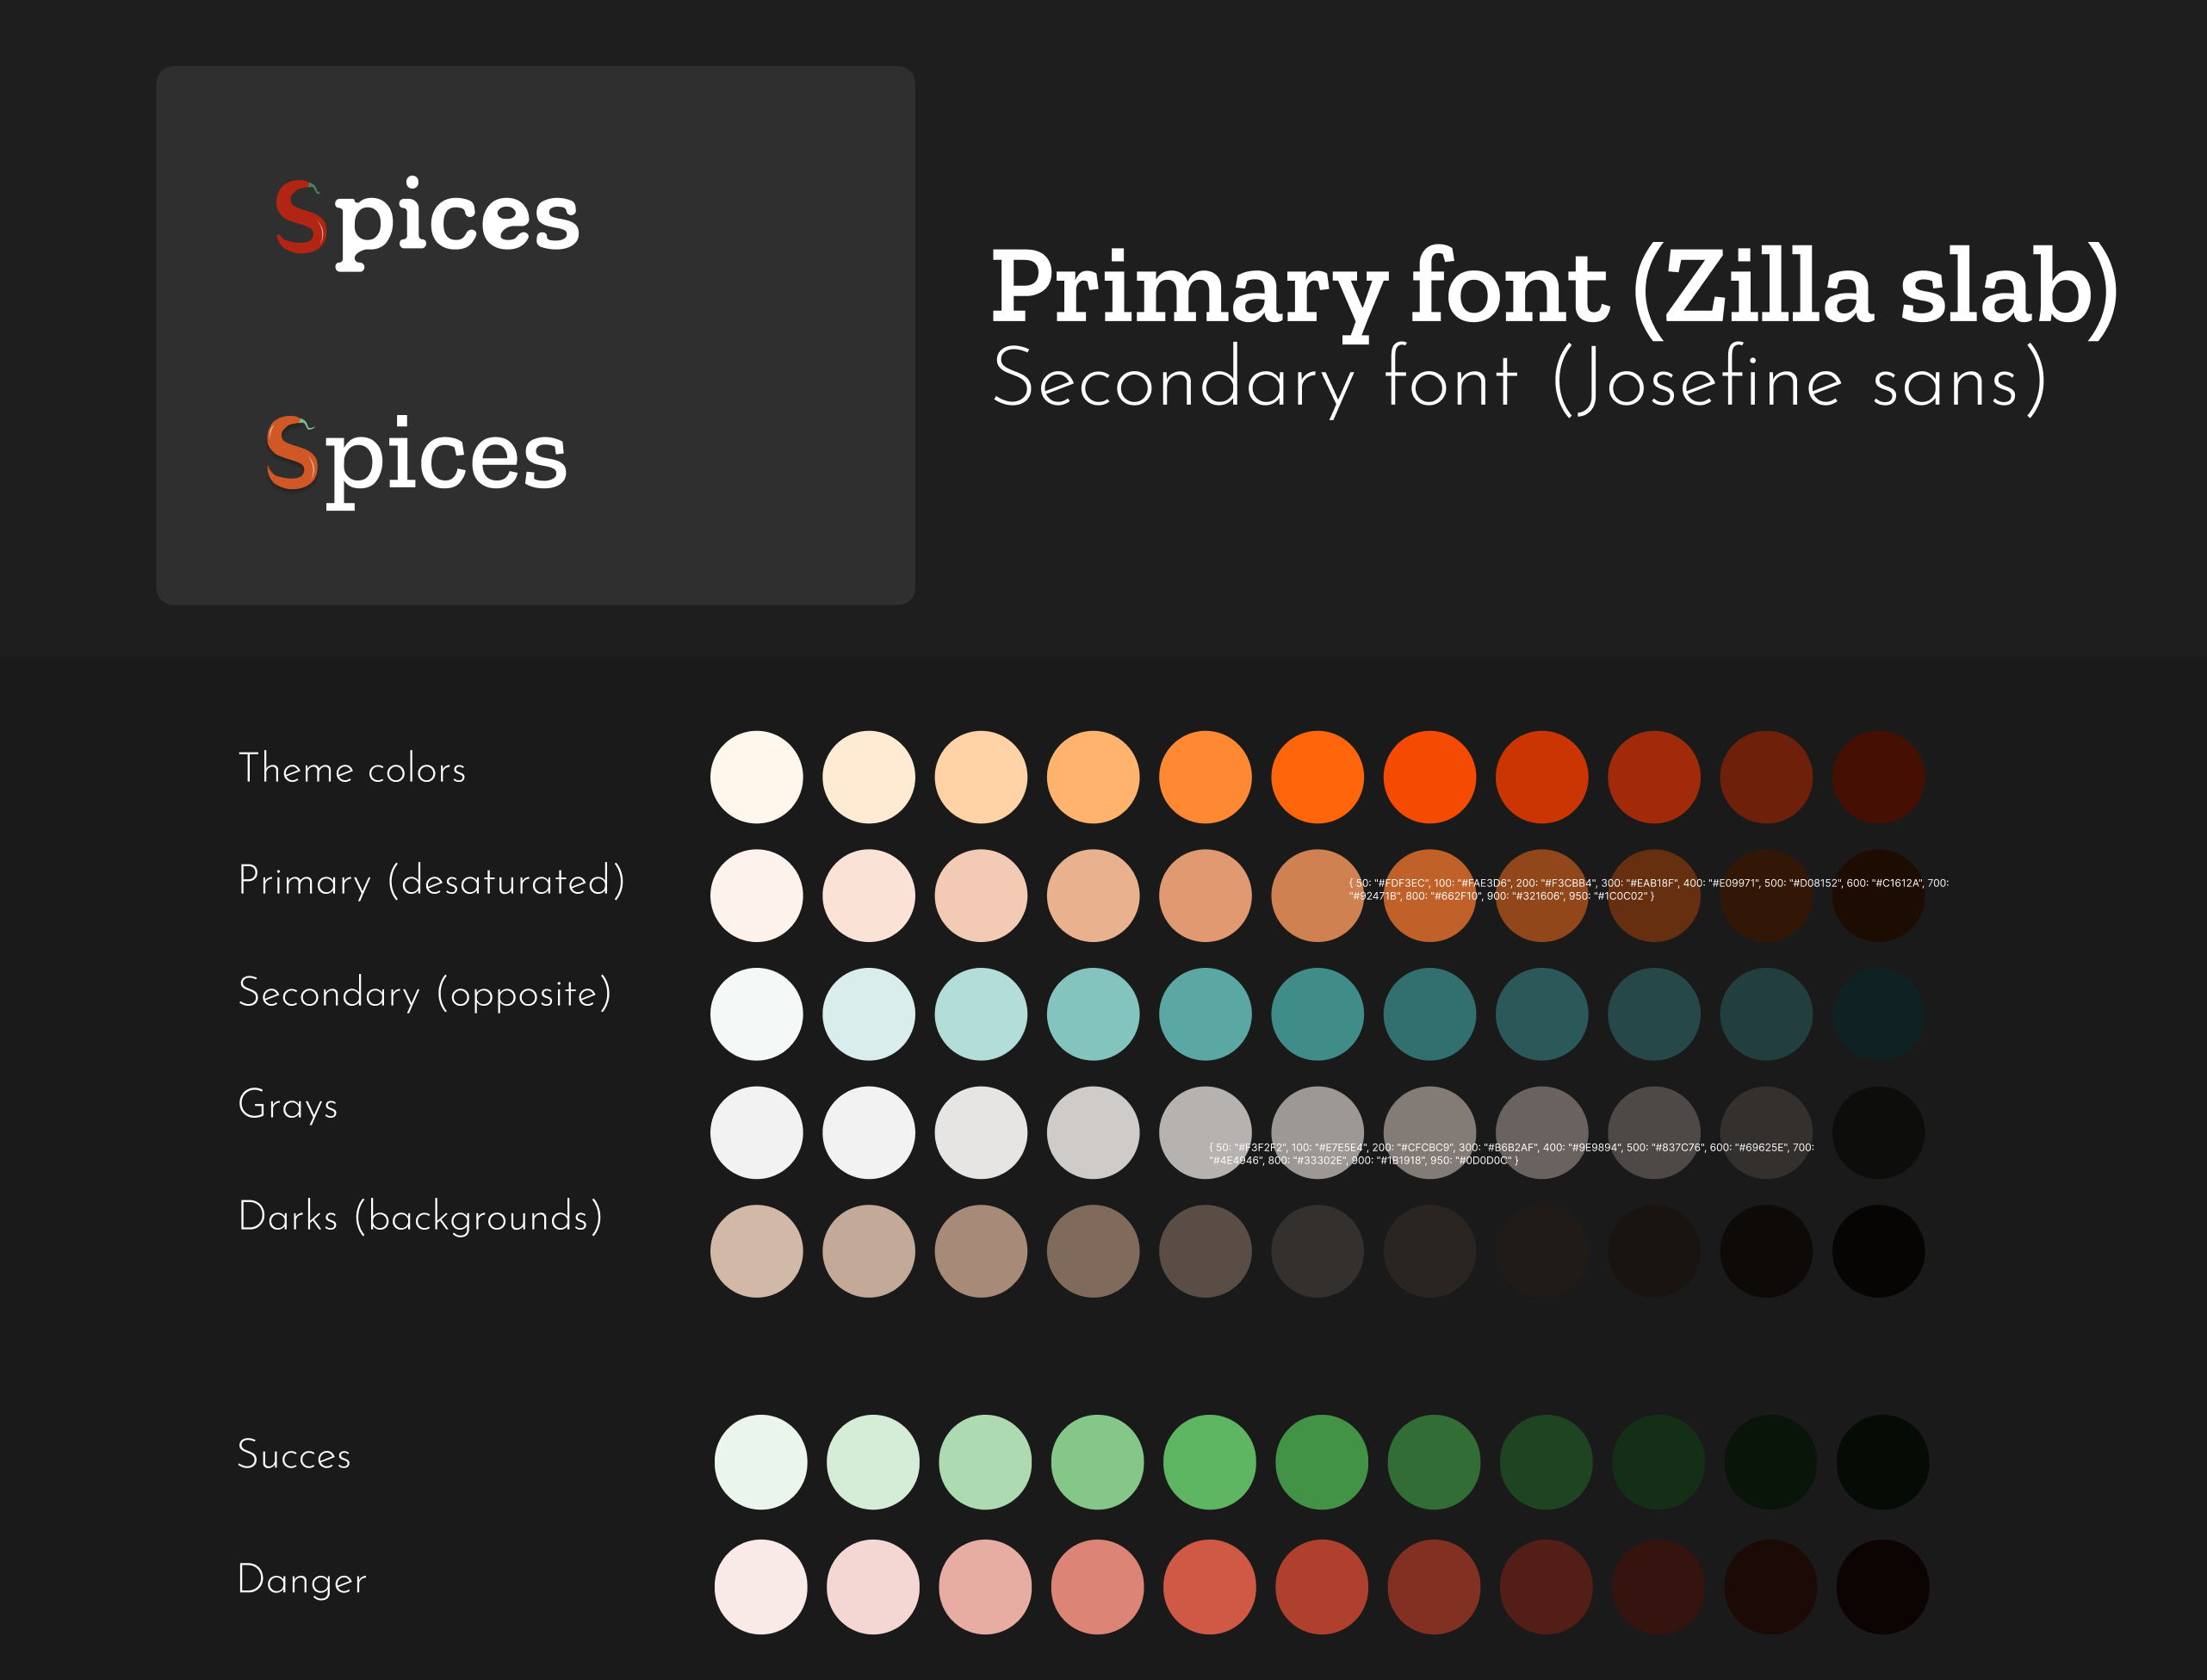 Spices
Spices
Primary font (Zilla slab)
Secondary font (Josefine sans)
Theme colors
Primary (desaturated)
{ 50: "#FDF3EC", 100: "#FAE3D6", 200: "#F3CBB4", 300: "#EAB18F", 400: "#E09971", 500: "#D08152", 600: "#C1612A", 700:
"#92471B", 800: "#662F10", 900: "#321606", 950: "#1C0C02" }
Secondary (opposite)
Grays
{ 50: "#F3F2F2", 100: "#E7E5E4", 200: "#CFCBC9", 300: "#B6B2AF", 400: "#9E9894", 500: "#837C76", 600: "#69625E", 700:
"#4E4946", 800: "#33302E", 900: "#1B1918", 950: "#0D0D0C" }
Darks (backgrounds)
Succes
Danger